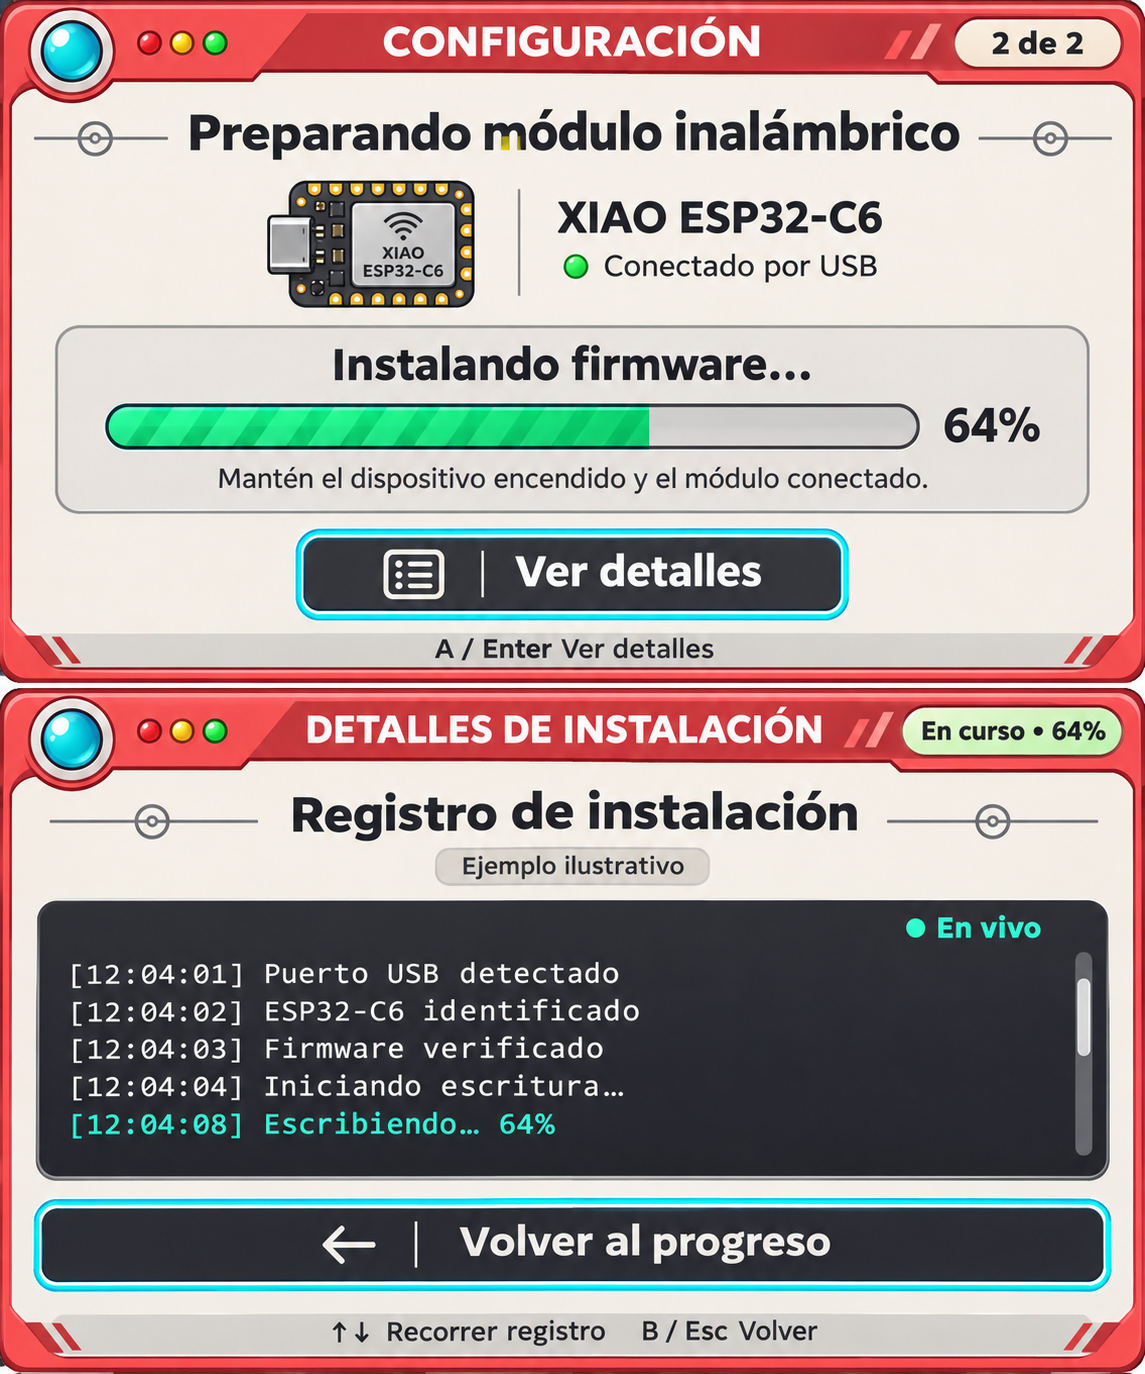 CONFIGURACIÓN
2 de 2
Preparando módulo inalámbrico
XIAO
ESP32-C6
XIAO ESP32-C6
Conectado por USB
Instalando firmware...
64%
Mantén el dispositivo encendido y el módulo conectado.
Ver detalles
A / Enter Ver detalles
DETALLES DE INSTALACIÓN
En curso • 64%
Registro de instalación
Ejemplo ilustrativo
En vivo
[12:04:01] Puerto USB detectado
[12:04:02] ESP32-C6 identificado
[12:04:03] Firmware verificado
[12:04:04] Iniciando escritura…
[12:04:08] Escribiendo… 64%
← Volver al progreso
↑↓ Recorrer registro B / Esc Volver